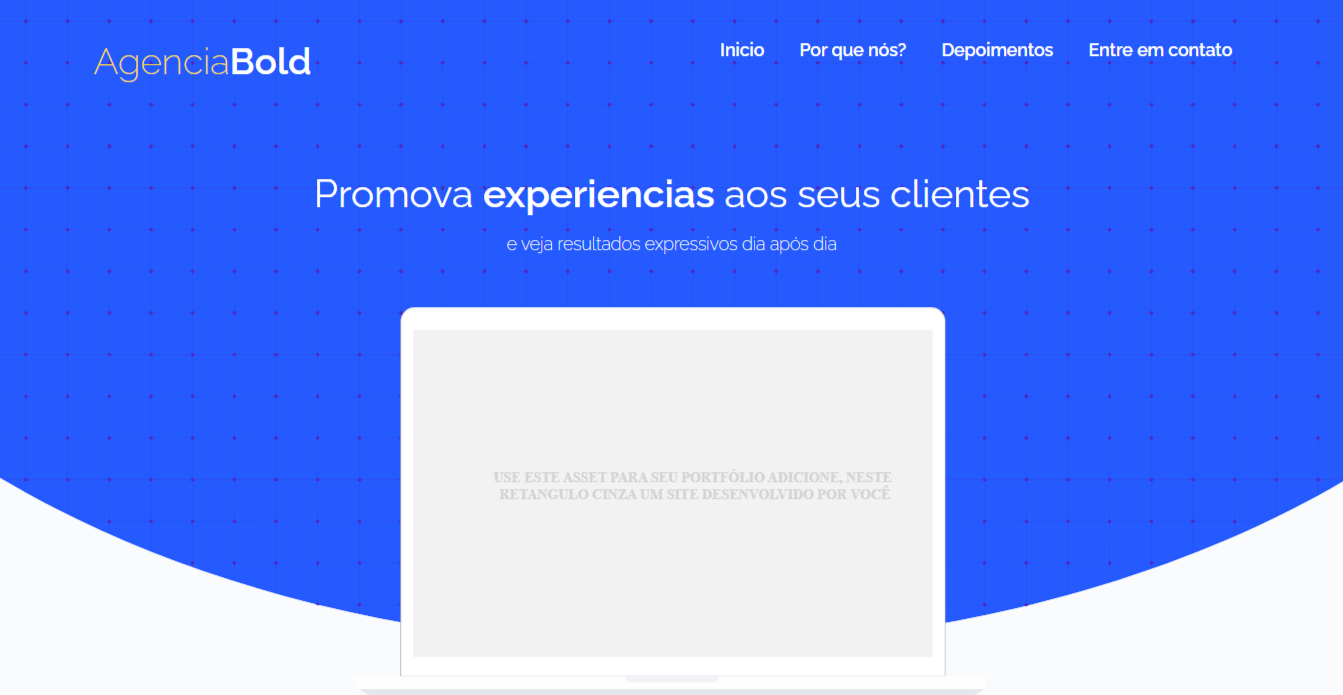 AgenciaBold
Inicio Por que nós? Depoimentos Entre em contato
Promova experiencias aos seus clientes
e veja resultados expressivos dia após dia
USE ESTE ASSET PARA SEU PORTFÓLIO ADICIONE, NESTE
RETANGULO CINZA UM SITE DESENVOLVIDO POR VOCÊ